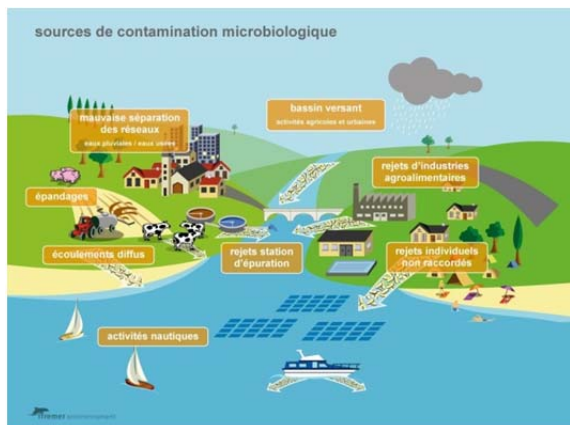 sources de contamination microbiologique
bassin versant
activités agricoles et urbaines
mauvaise séparation
des réseaux
eaux pluviales / eaux usées
rejets d'industries
agroalimentaires
épandages
écoulements diffus
rejets station
d'épuration
rejets individuels
non raccordés
activités nautiques